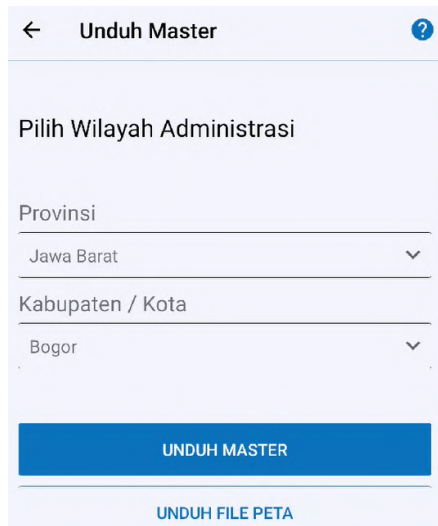 Unduh Master
?
Pilih Wilayah Administrasi
Provinsi
Jawa Barat
Kabupaten / Kota
Bogor
UNDUH MASTER
UNDUH FILE PETA